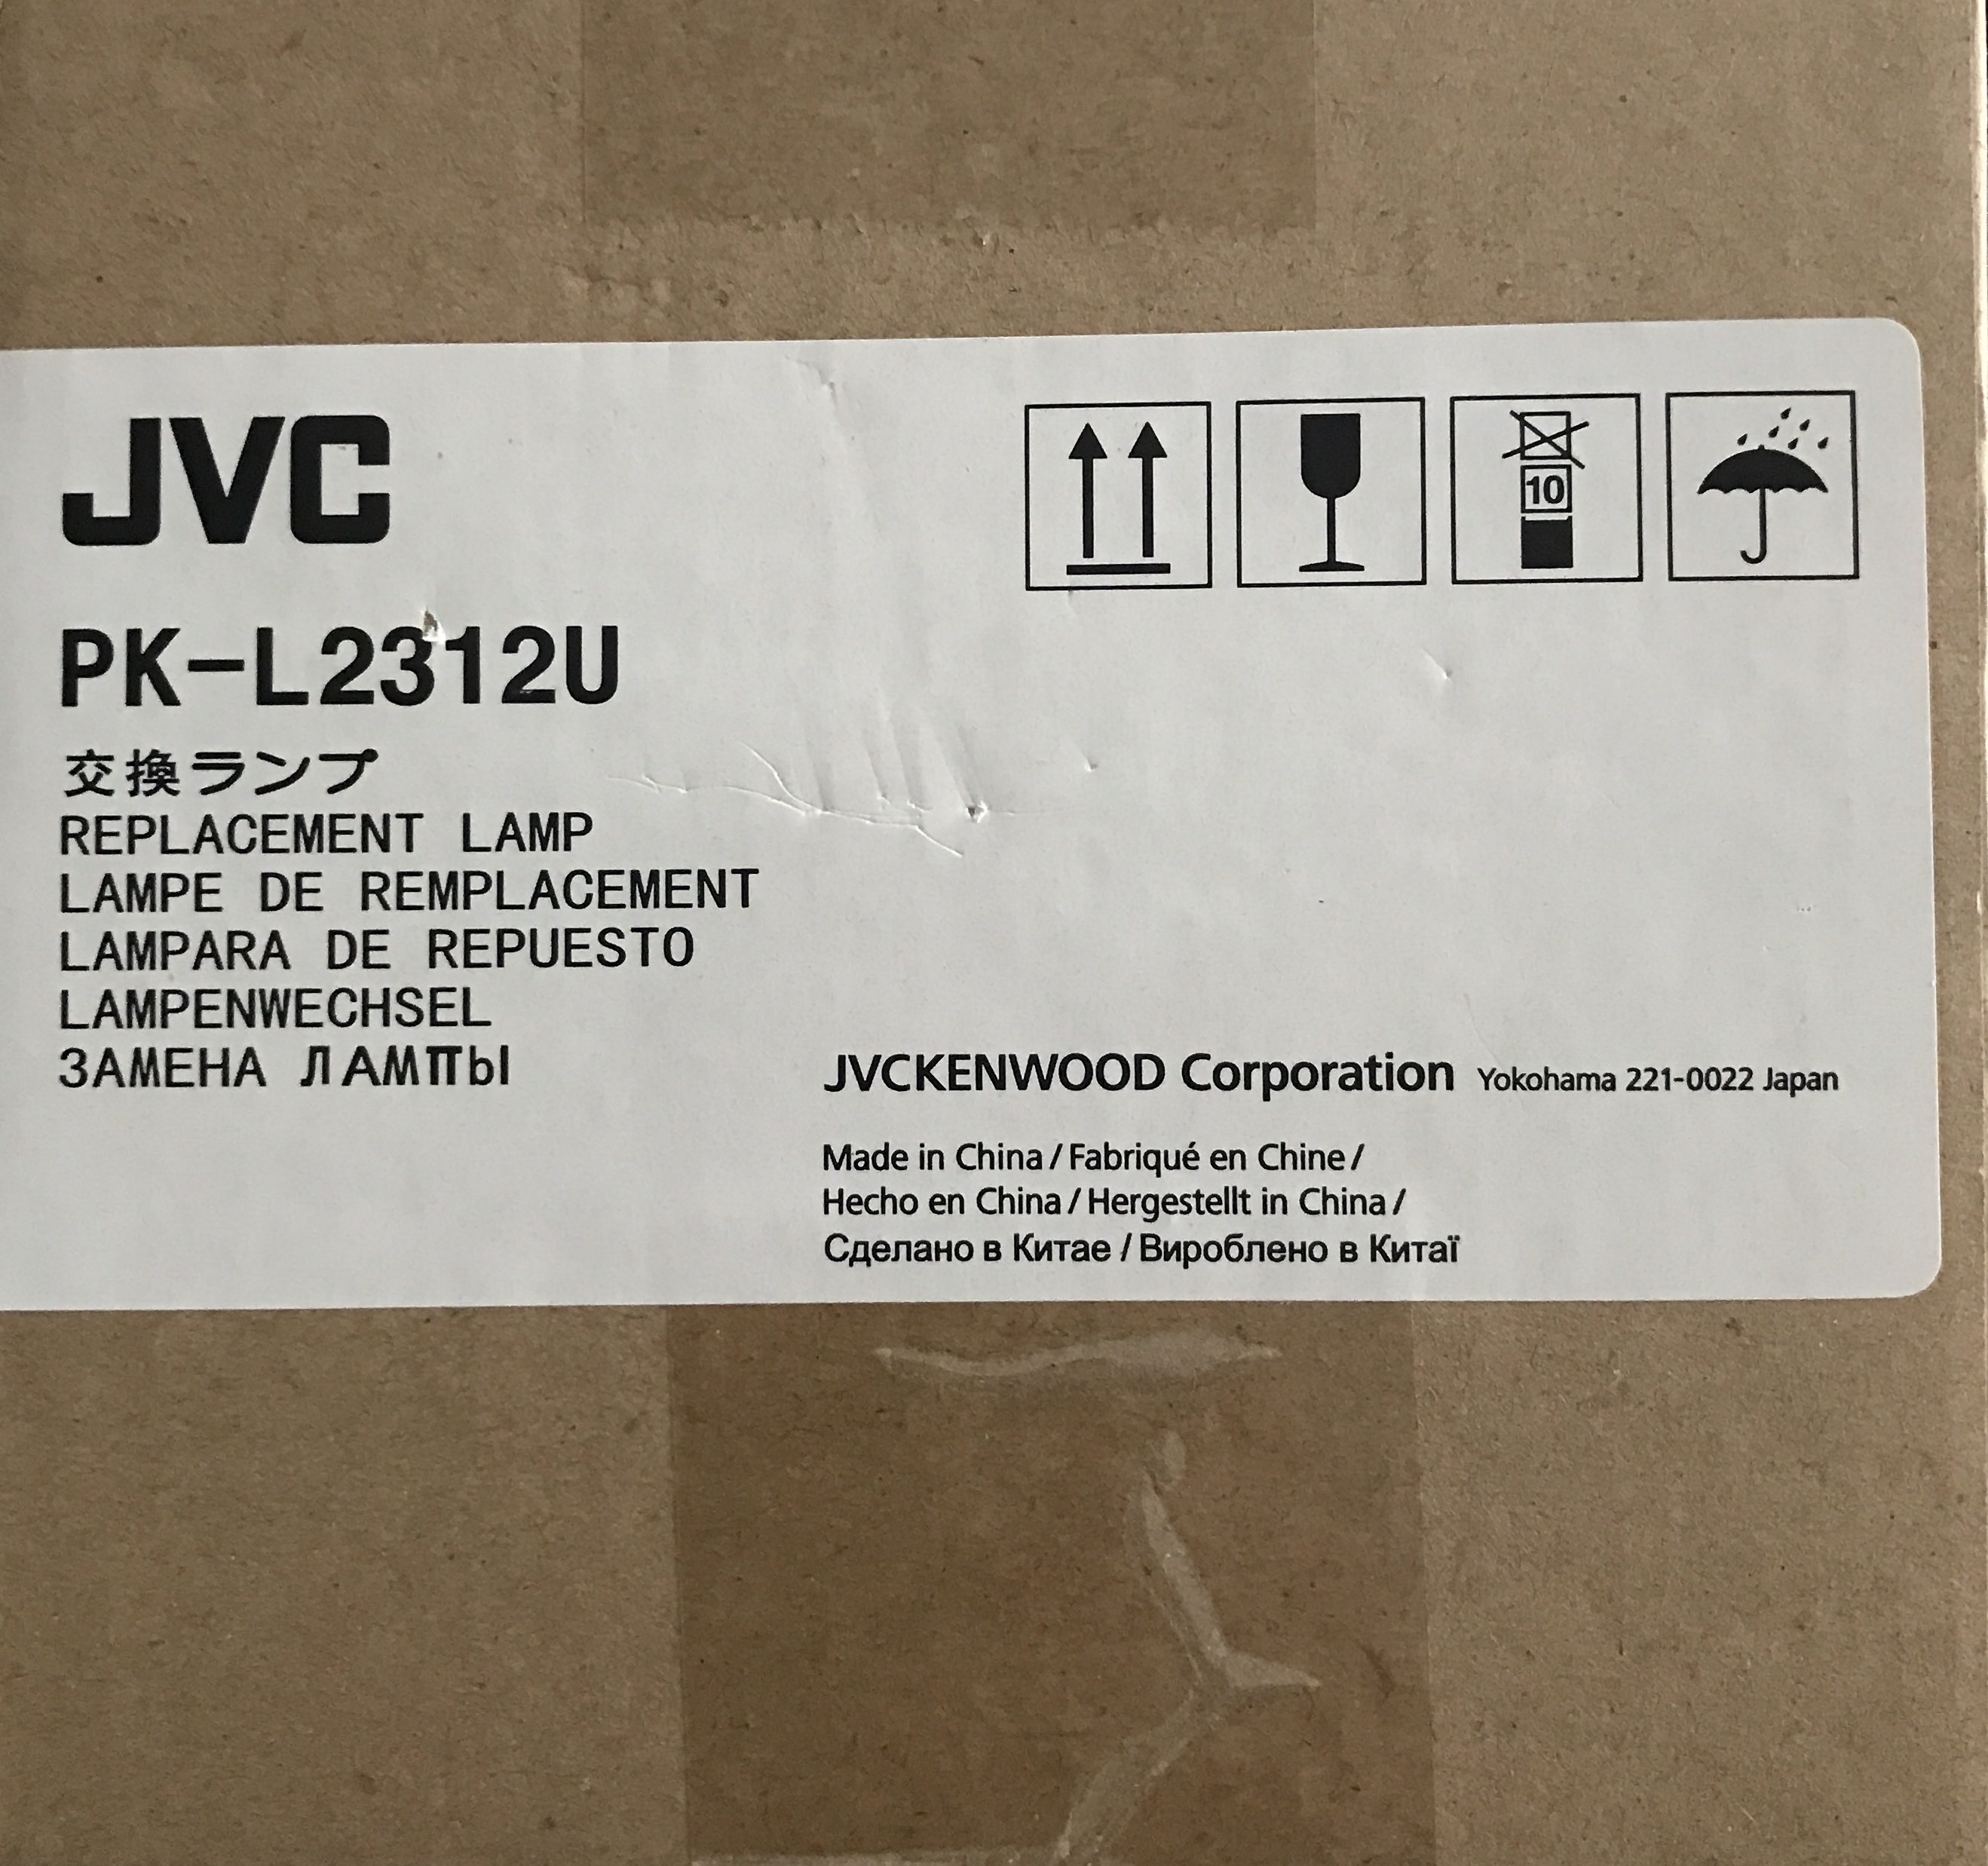 JVC
10
PK-L2312U
交換ランプ
REPLACEMENT LAMP
LAMPE DE REMPLACEMENT
LAMPARA DE REPUESTO
LAMPENWECHSEL
ЗАМЕНА ЛАМПЫ
JVCKENWOOD Corporation Yokohama 221-0022 Japan
Made in China / Fabriqué en Chine /
Hecho en China / Hergestellt in China /
Сделано в Китае / Вироблено в Китаї